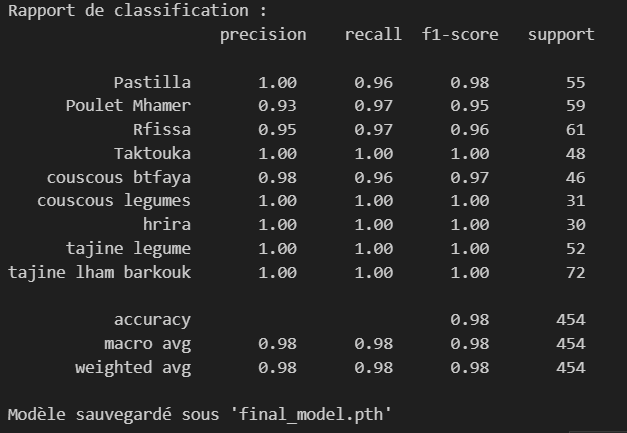 Rapport de classification :
precision recall f1-score support
Pastilla 1.00 0.96 0.98 55
Poulet Mhamer 0.93 0.97 0.95 59
Rfissa 0.95 0.97 0.96 61
Taktouka 1.00 1.00 1.00 48
couscous btfaya 0.98 0.96 0.97 46
couscous legumes 1.00 1.00 1.00 31
hrira 1.00 1.00 1.00 30
tajine legume 1.00 1.00 1.00 52
tajine lham barkouk 1.00 1.00 1.00 72
accuracy 0.98 454
macro avg 0.98 0.98 0.98 454
weighted avg 0.98 0.98 0.98 454
Modèle sauvegardé sous 'final_model.pth'